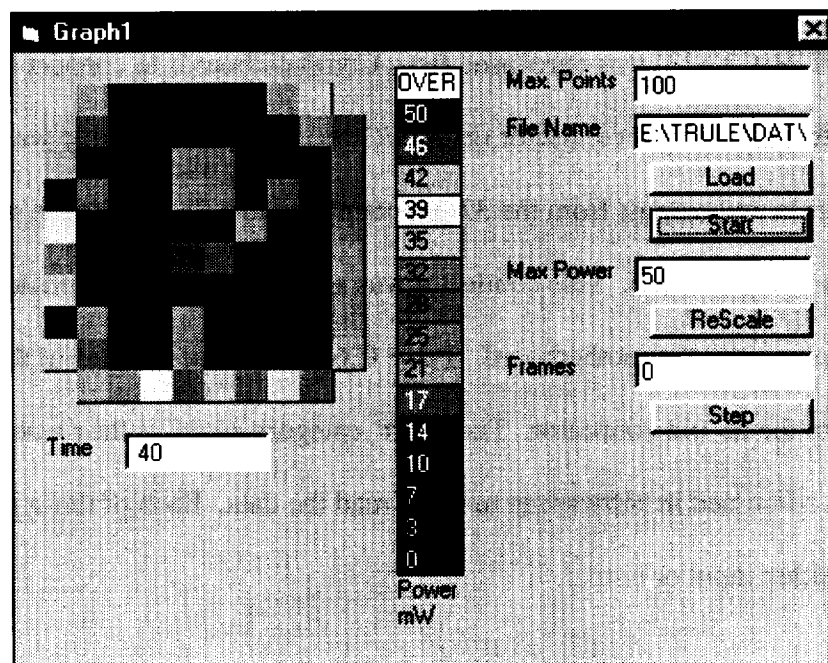 Graph1
OVER
50
46
42
39
35
32
28
25
21
17
14
10
7
3
0
Power
mW
Time 40
Max. Points 100
File Name E:\TRULE\DAT\
Load
Start
Max Power 50
ReScale
Frames 0
Step